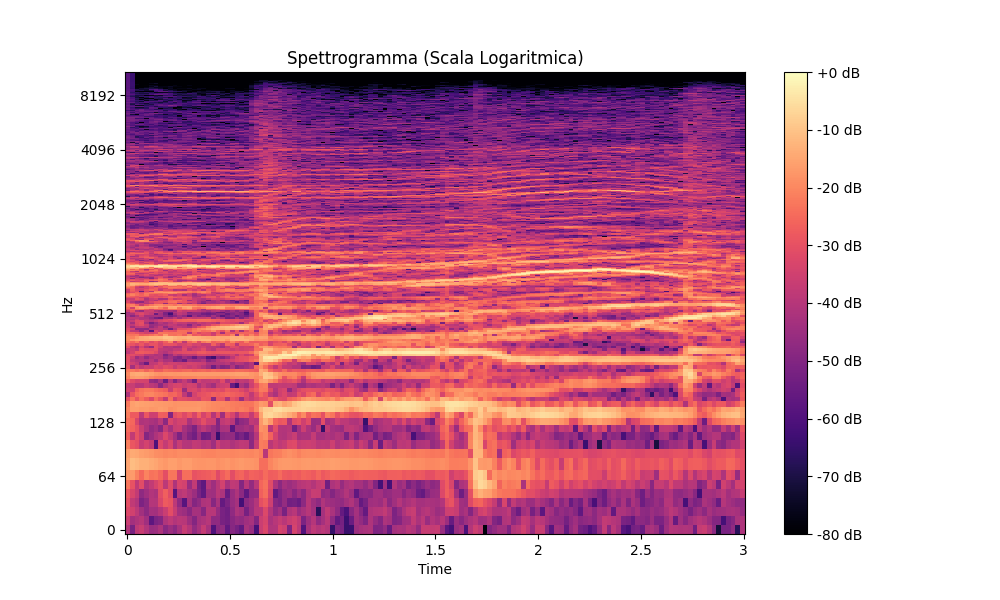 Spettrogramma (Scala Logaritmica)
Hz
8192
4096
2048
1024
512
256
128
64
0
0 0.5 1 1.5 2 2.5 3
Time
+0 dB
-10 dB
-20 dB
-30 dB
-40 dB
-50 dB
-60 dB
-70 dB
-80 dB